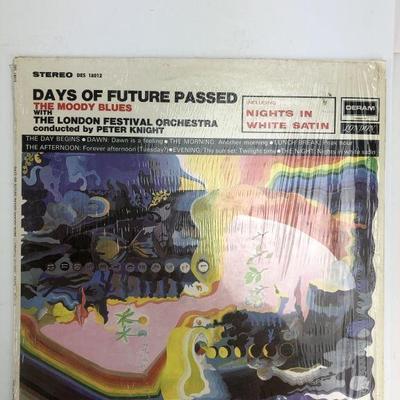 STEREO DES 18012
DAYS OF FUTURE PASSED
THE MOODY BLUES
WITH
THE LONDON FESTIVAL ORCHESTRA
conducted by PETER KNIGHT
INCLUDING
NIGHTS IN
WHITE SATIN
DERAM
LONDON
THE DAY BEGINS • DAWN: Dawn is a feeling • THE MORNING: Another morning • LUNCH BREAK: Peak hour
THE AFTERNOON: Forever afternoon (Tuesday?) • EVENING: The sun set: Twilight time • THE NIGHT: Nights in white satin